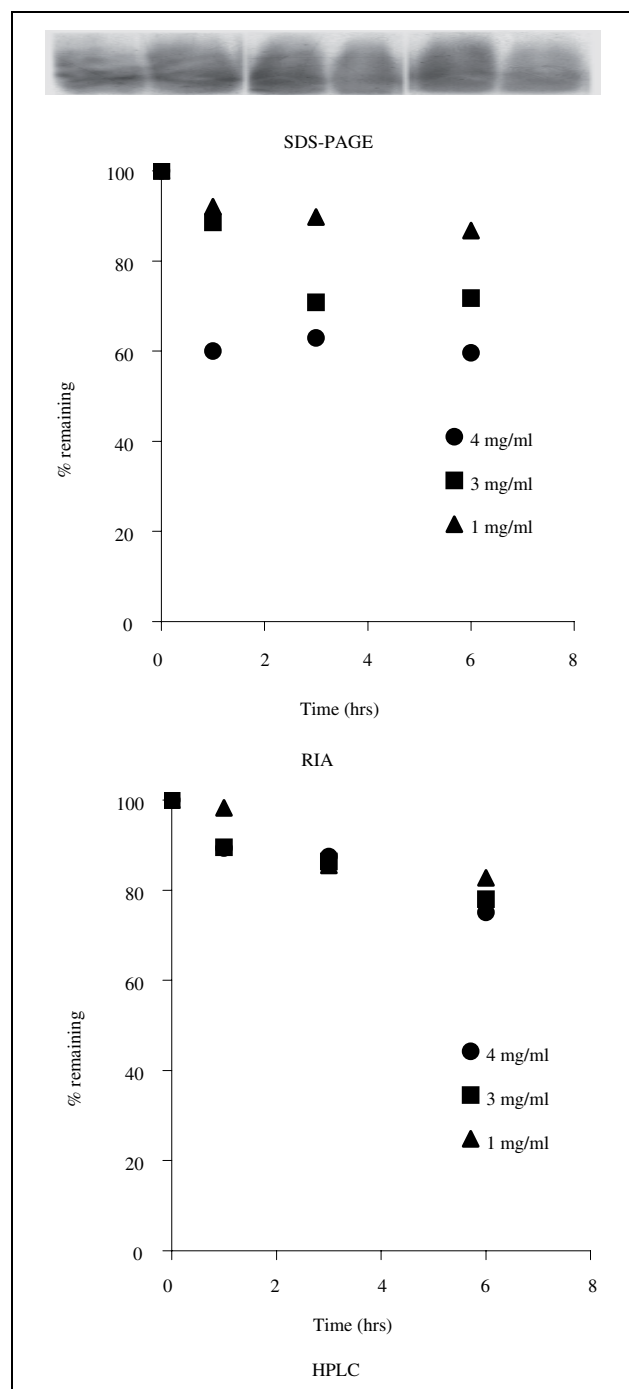 SDS-PAGE
100
80
60
40
20
0
% remaining
4 mg/ml
3 mg/ml
1 mg/ml
0 2 4 6 8
Time (hrs)
RIA
100
80
60
40
20
0
% remaining
4 mg/ml
3 mg/ml
1 mg/ml
0 2 4 6 8
Time (hrs)
HPLC